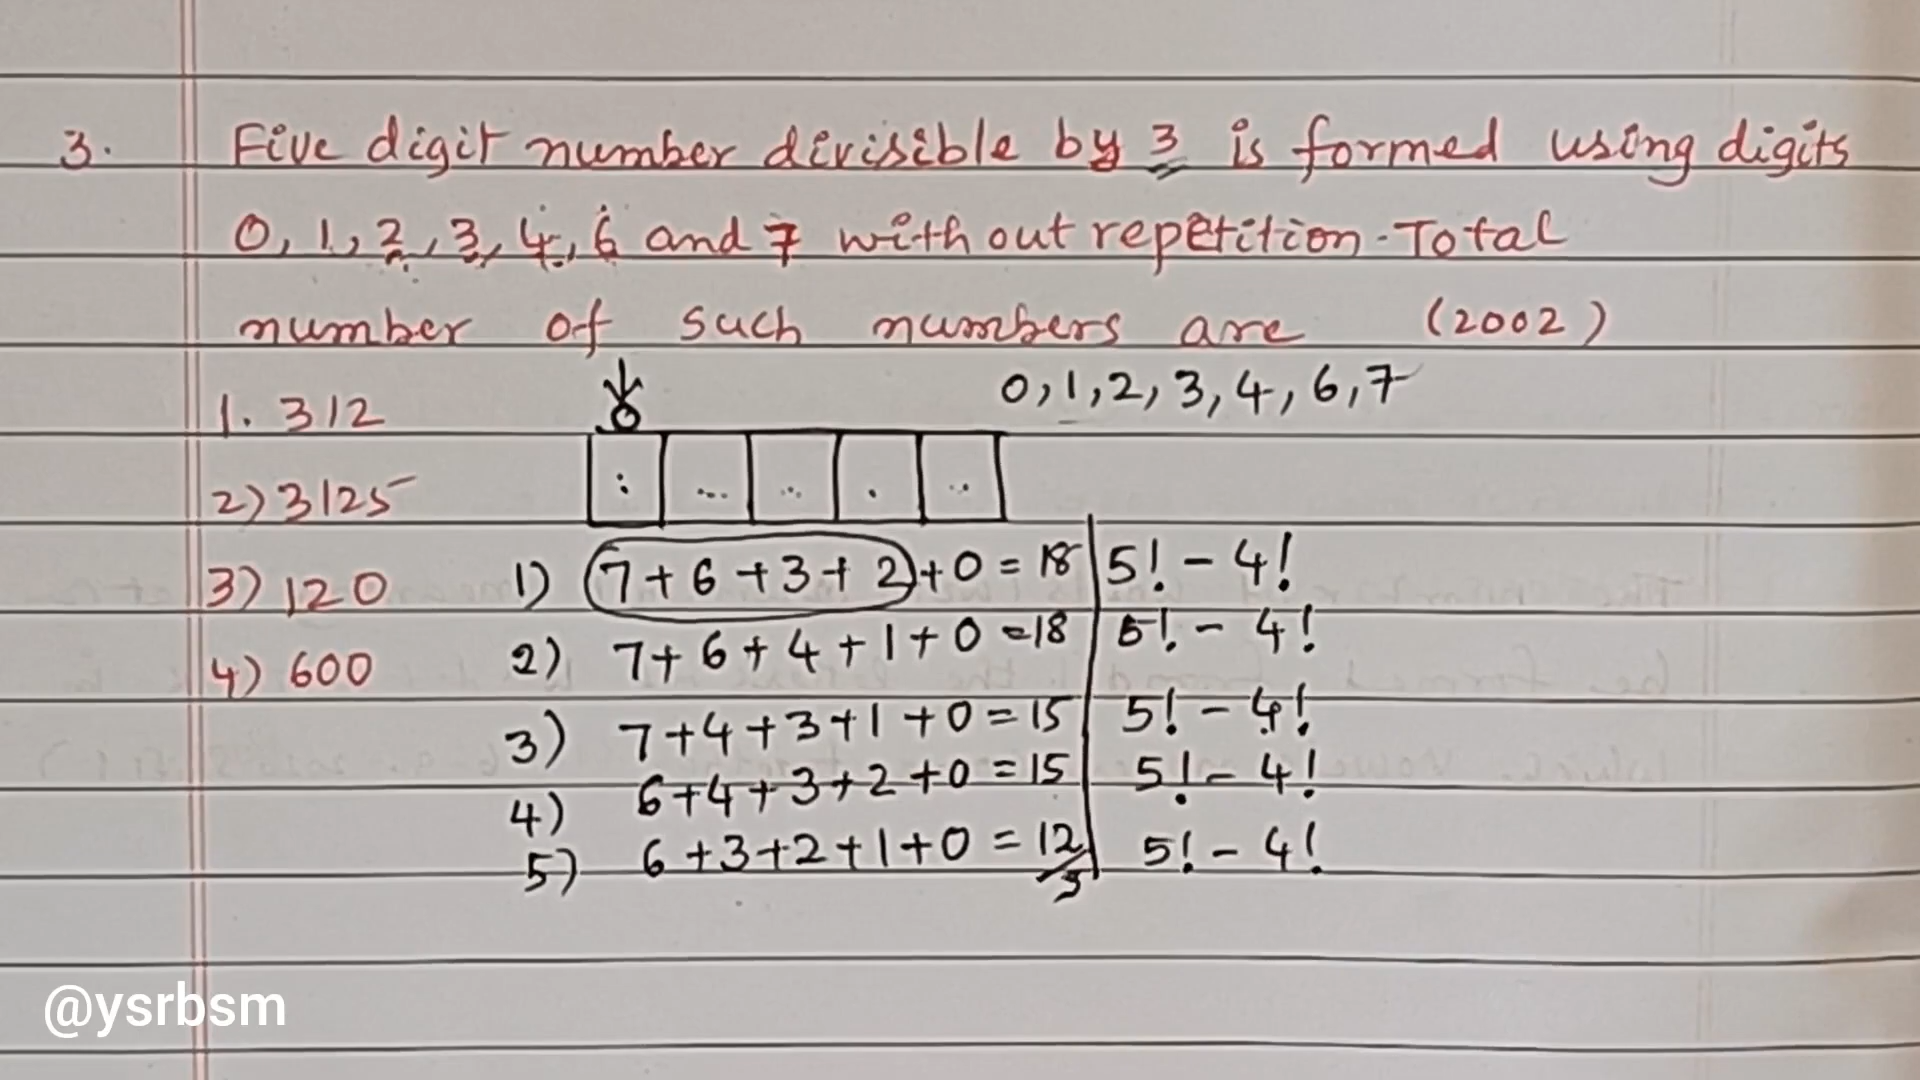 3. Five digit number divisible by 3 is formed using digits
0, 1, 2, 3, 4, 6 and 7 without repetition. Total
number of such numbers are (2002)
1. 312
0, 1, 2, 3, 4, 6, 7
2) 3125
3) 120
4) 600
1) 7+6+3+2+0 = 18 5! - 4!
2) 7+6+4+1+0 = 18 5! - 4!
3) 7+4+3+1+0 = 15 5! - 4!
4) 6+4+3+2+0 = 15 5! - 4!
5) 6+3+2+1+0 = 12/3 5! - 4!
@ysrbsm